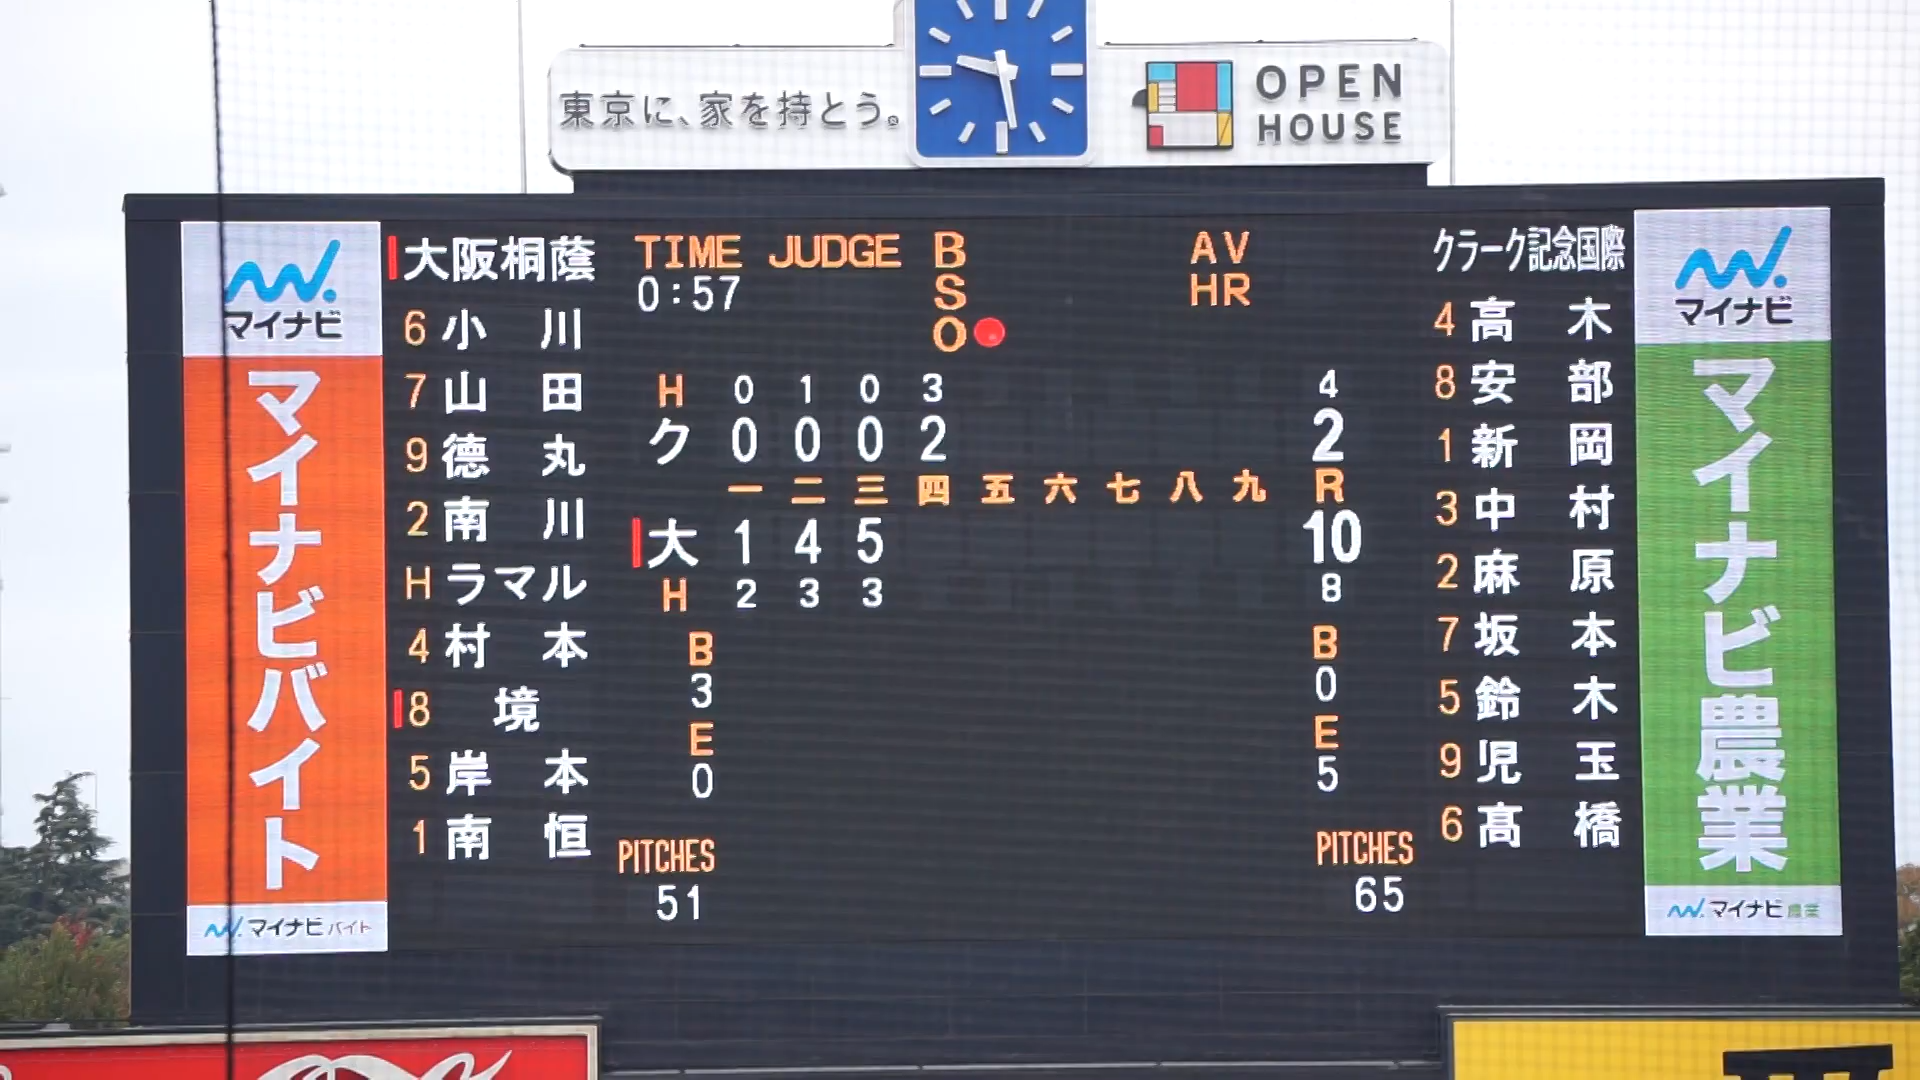 東京に、家を持とう。
OPEN
HOUSE
マイナビ
マイナビバイト
マイナビバイト
大阪桐蔭
6 小川
7 山田
9 徳丸
2 南川
H ラマル
4 村本
8 境
5 岸本
1 南恒
TIME JUDGE B
0:57 S
O
AV
HR
H 0 1 0 3 4
ク 0 0 0 2 2
一 二 三 四 五 六 七 八 九 R
大 1 4 5 10
H 2 3 3 8
B B
3 0
E E
0 5
PITCHES PITCHES
51 65
クラーク記念国際
4 高木
8 安部
1 新岡
3 中村
2 麻原
7 坂本
5 鈴木
9 児玉
6 髙橋
マイナビ
マイナビ農業
マイナビ農業